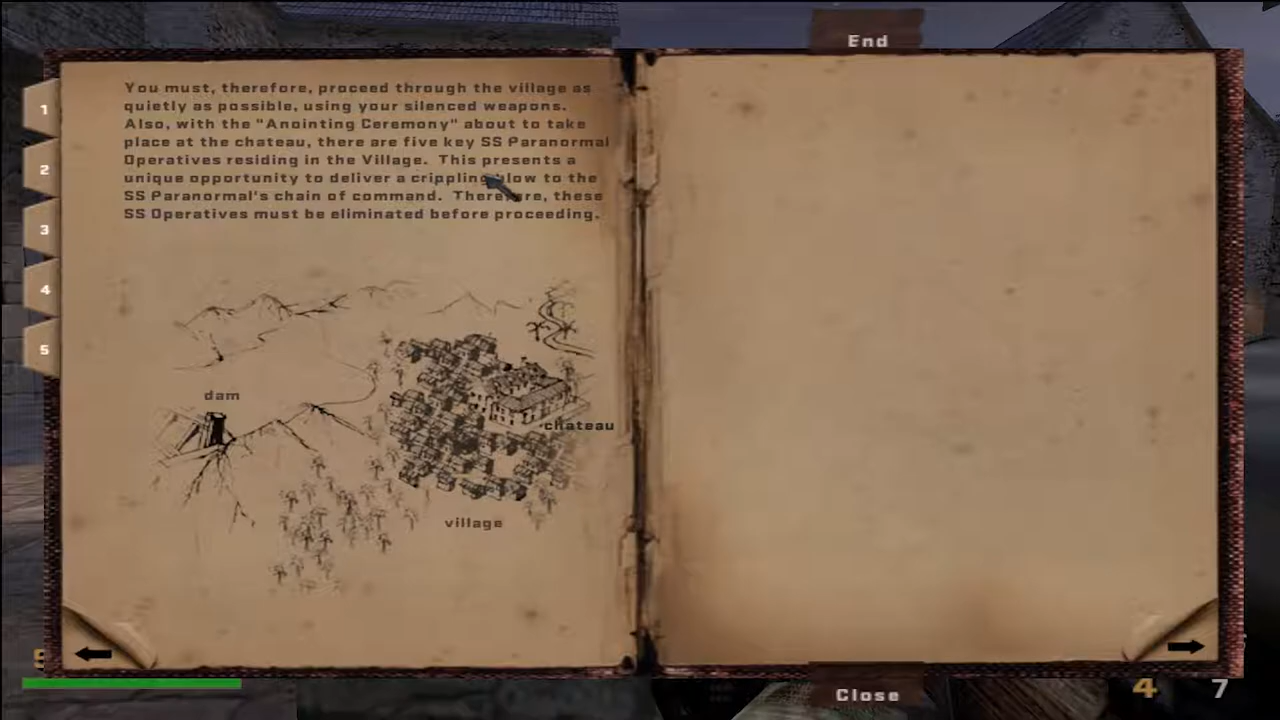 End
You must, therefore, proceed through the village as
quietly as possible, using your silenced weapons.
Also, with the "Anointing Ceremony" about to take
place at the chateau, there are five key SS Paranormal
Operatives residing in the Village. This presents a
unique opportunity to deliver a crippling blow to the
SS Paranormal's chain of command. Therefore, these
SS Operatives must be eliminated before proceeding.
1
2
3
4
5
dam
chateau
village
4 7
Close